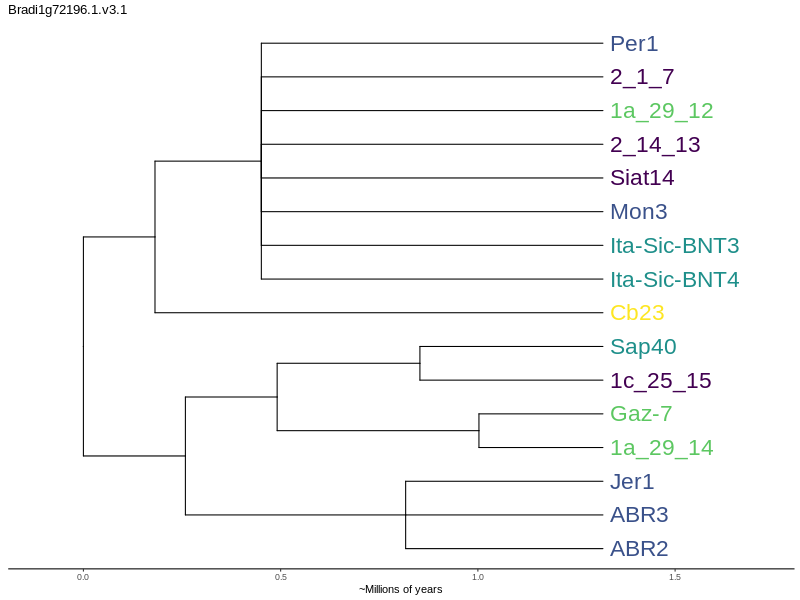 Bradi1g72196.1.v3.1
Per1
2_1_7
1a_29_12
2_14_13
Siat14
Mon3
Ita-Sic-BNT3
Ita-Sic-BNT4
Cb23
Sap40
1c_25_15
Gaz-7
1a_29_14
Jer1
ABR3
ABR2
0.0 0.5 1.0 1.5
~Millions of years